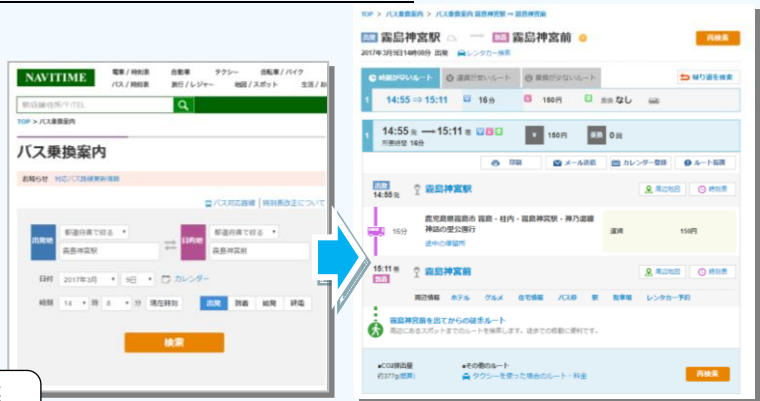 NAVITIME
電車 / 時刻表 自動車 タクシー 自転車 / バイク
バス / 時刻表 旅行 / レジャー 地図 / スポット 生活 / お
TOP > バス乗換案内
バス乗換案内
お知らせ 対応バス路線更新情報
バス対応路線 | 時刻表改正について
出発地 都道府県で絞る 目的地 都道府県で絞る
霧島神宮駅 霧島神宮前
日付 2017年3月 9日 カレンダー
時刻 14 時 8 分 現在時刻 出発 到着 始発 終電
検索
TOP > バス乗換案内 > バス乗換案内 霧島神宮駅 ⇒ 霧島神宮前
出発 霧島神宮駅 → 到着 霧島神宮前 再検索
2017年3月9日14時08分 出発 レンタカー検索
時間が早いルート 運賃が安いルート 乗換が少ないルート 帰り道を検索
1 14:55 ⇒ 15:11 16分 150円 なし
1 14:55 発 → 15:11 着 ¥ 150円 乗換 0 回
所要時間 16分
印刷 メール送信 カレンダー登録 ルート保存
出発 14:55 発 霧島神宮駅 周辺地図 時刻表
16分 鹿児島県霧島市
神話の里公園行 運賃 150円
途中の停留所
15:11 着 到着 霧島神宮前 周辺地図 時刻表
周辺情報 ホテル グルメ 住宅情報 バス停 駅 駐車場 レンタカー予約
霧島神宮前を出てからの徒歩ルート
周辺にあるスポットまでのルートを検索します。徒歩での移動に便利です。
■CO2排出量 ■その他のルート
約377g(概算) タクシーを使った場合のルート・料金 再検索